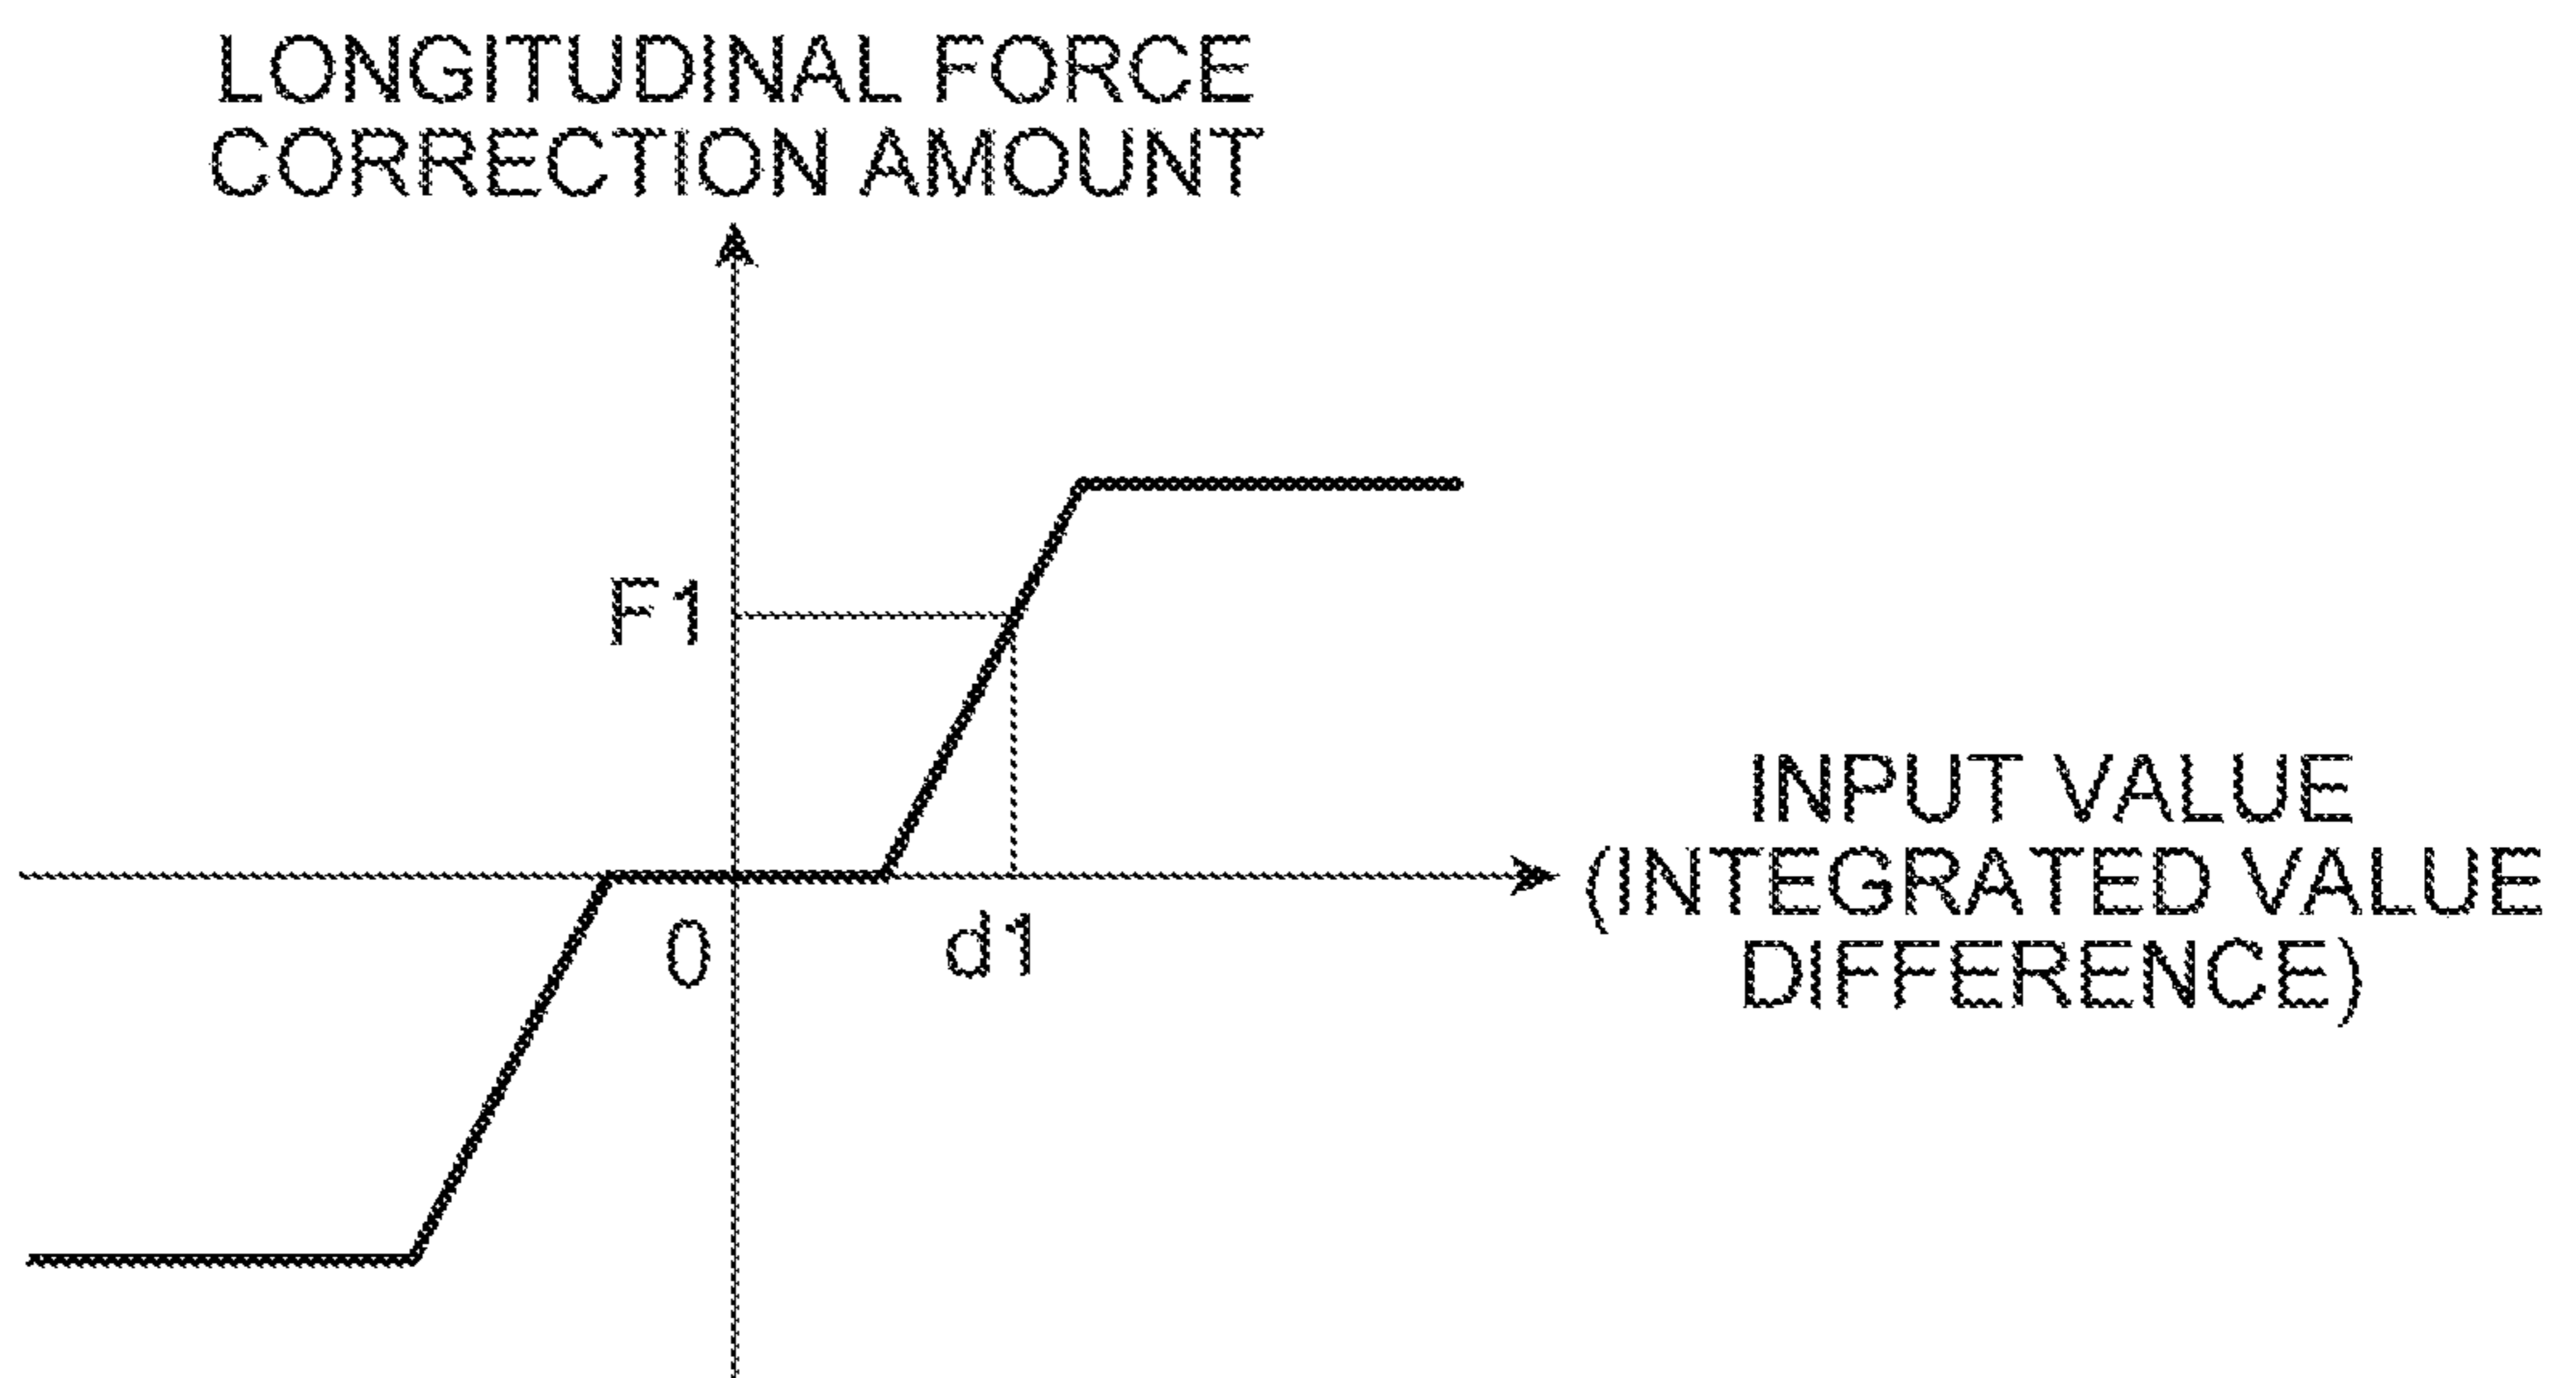 LONGITUDINAL FORCE
CORRECTION AMOUNT
F1
0
d1
INPUT VALUE
(INTEGRATED VALUE
DIFFERENCE)